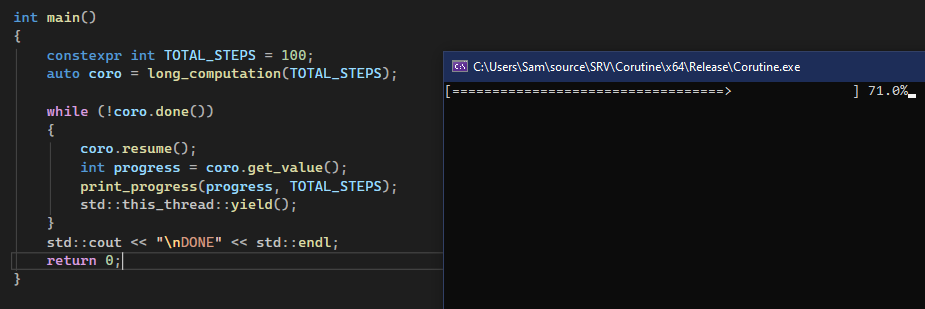 int main()
{
    constexpr int TOTAL_STEPS = 100;
    auto coro = long_computation(TOTAL_STEPS);
    while (!coro.done())
    {
        coro.resume();
        int progress = coro.get_value();
        print_progress(progress, TOTAL_STEPS);
        std::this_thread::yield();
    }
    std::cout << "\nDONE" << std::endl;
    return 0;
}
C:\ C:\Users\Sam\source\SRV\Corutine\x64\Release\Corutine.exe
[==================================>               ] 71.0%